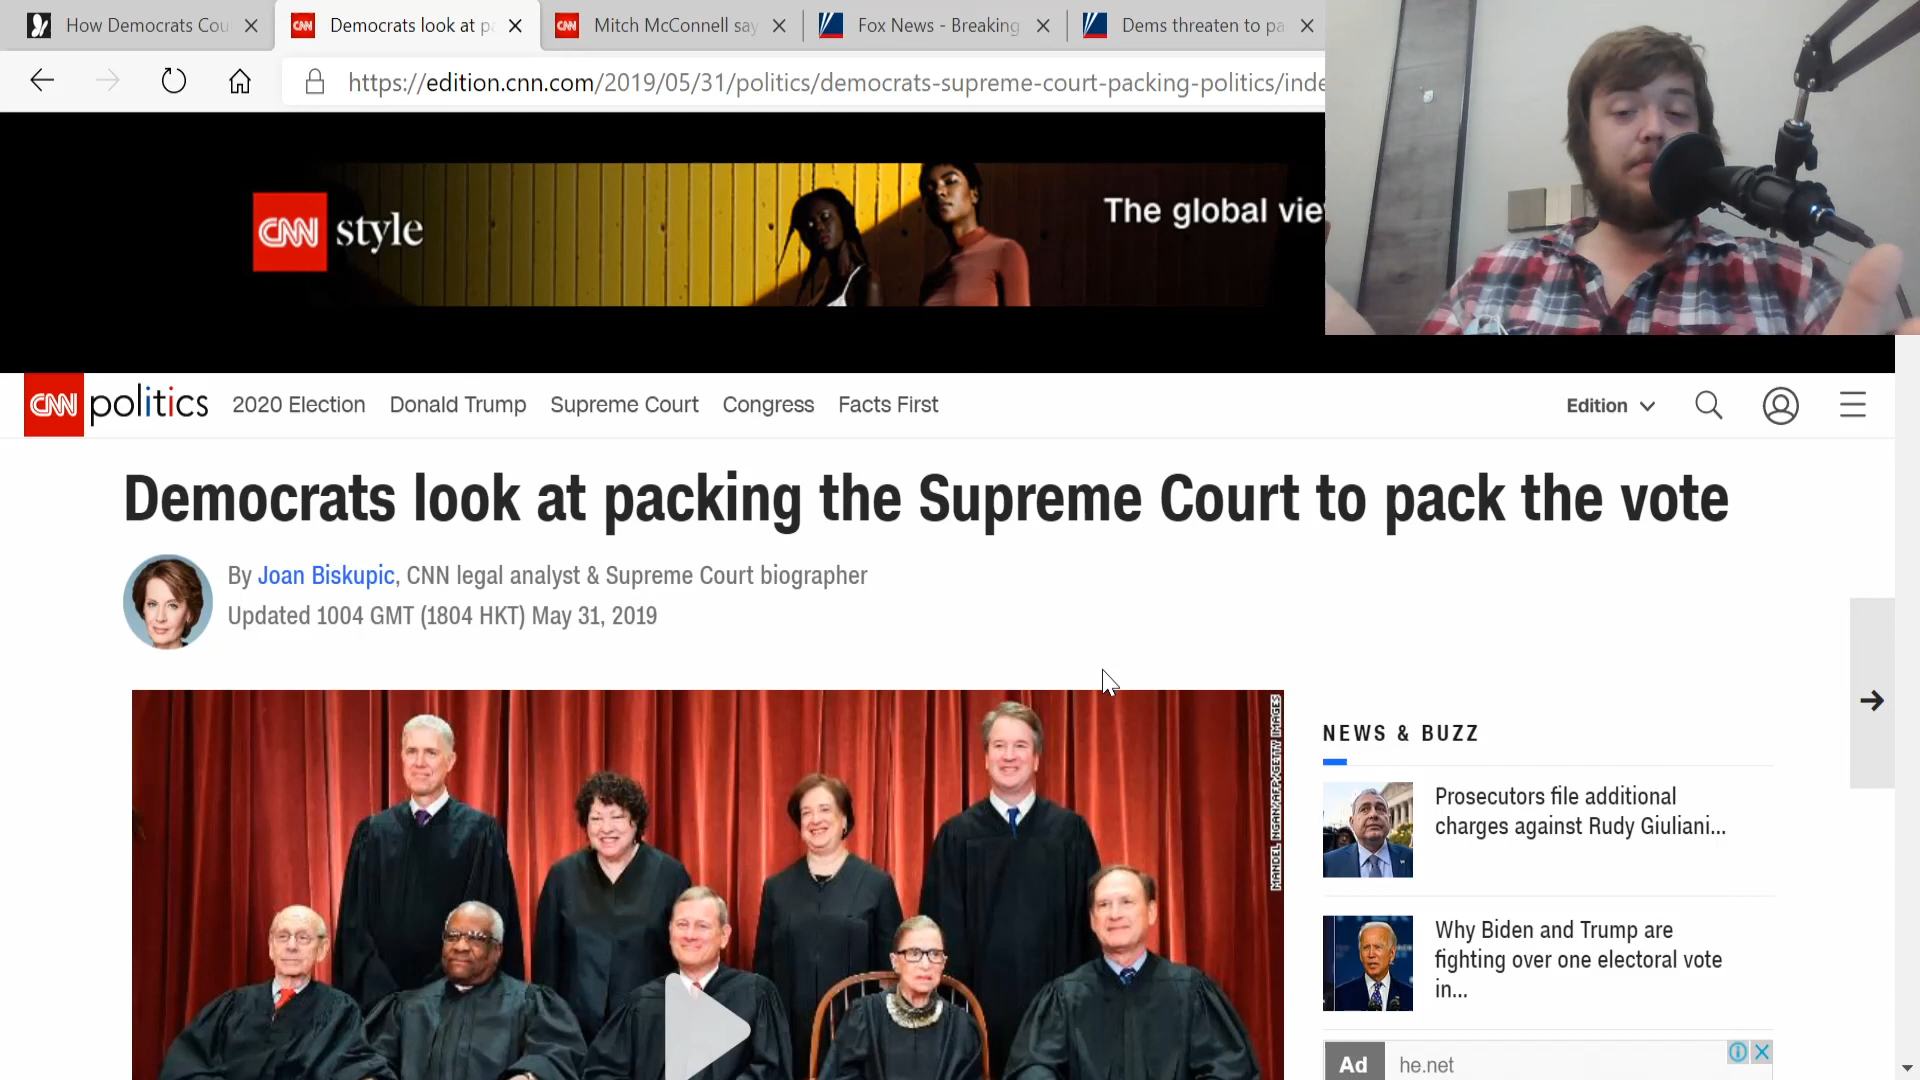 How Democrats Cou
Democrats look at pa
Mitch McConnell say
Fox News - Breaking
Dems threaten to pa
https://edition.cnn.com/2019/05/31/politics/democrats-supreme-court-packing-politics/inde
CNN style
The global vie
CNN politics
2020 Election
Donald Trump
Supreme Court
Congress
Facts First
Edition
Democrats look at packing the Supreme Court to pack the vote
By Joan Biskupic, CNN legal analyst & Supreme Court biographer
Updated 1004 GMT (1804 HKT) May 31, 2019
MANDEL NGAN/AFP/GETTY IMAGES
NEWS & BUZZ
Prosecutors file additional
charges against Rudy Giuliani...
Why Biden and Trump are
fighting over one electoral vote
in...
Ad
he.net